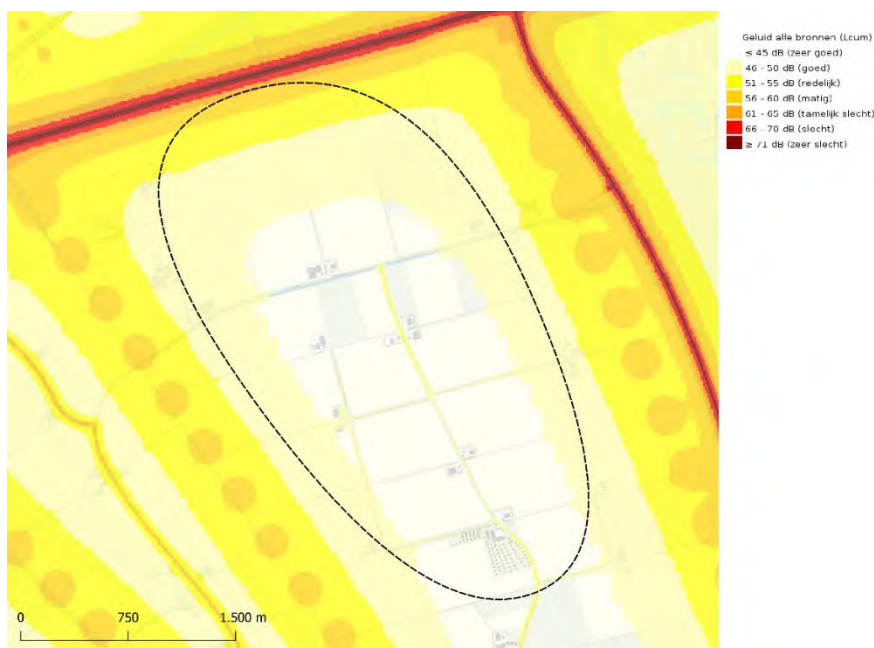 Geluid alle bronnen (Lcum)
≤ 45 dB (zeer goed)
46 - 50 dB (goed)
51 - 55 dB (redelijk)
56 - 60 dB (matig)
61 - 65 dB (tamelijk slecht)
66 - 70 dB (slecht)
≥ 71 dB (zeer slecht)
0 750 1.500 m